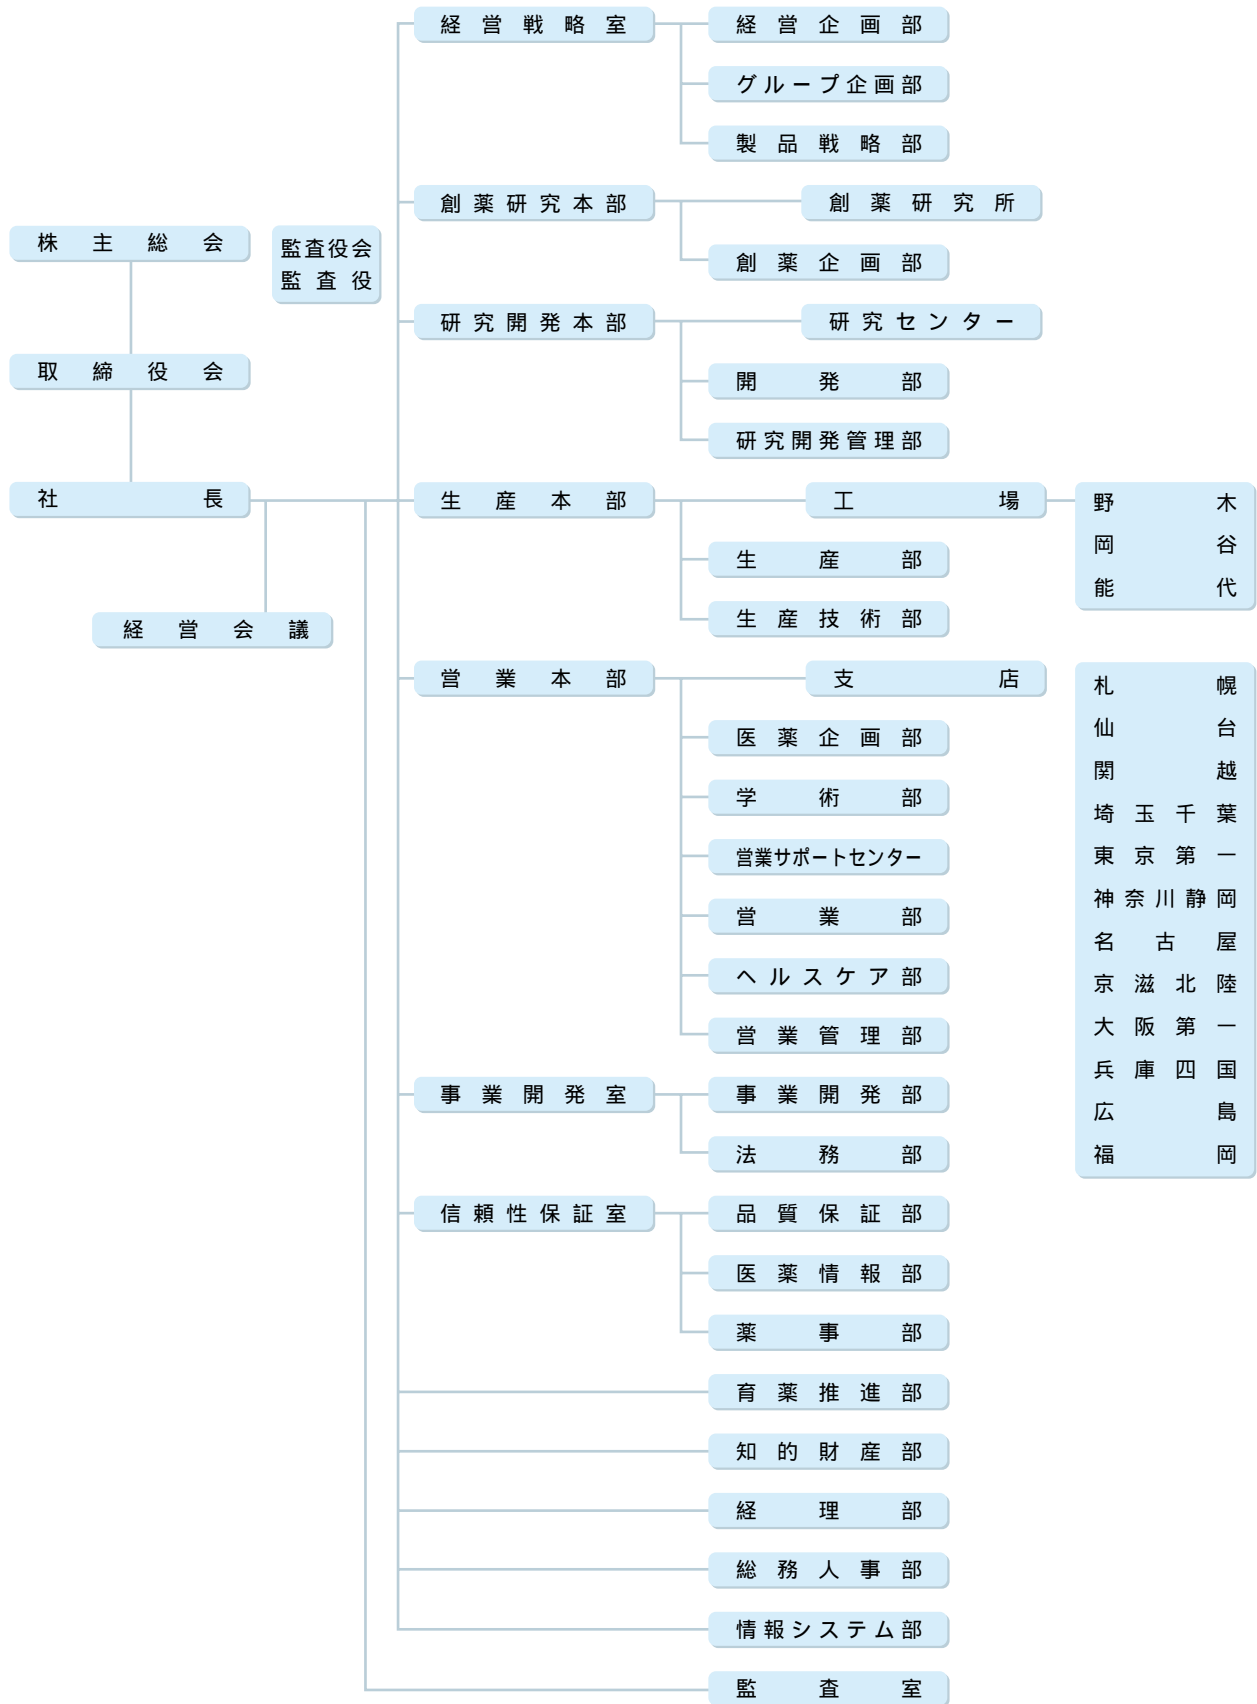 株主総会
監査役会
監査役
取締役会
社長
経営会議
経営戦略室
経営企画部
グループ企画部
製品戦略部
創薬研究本部
創薬研究所
創薬企画部
研究開発本部
研究センター
開発部
研究開発管理部
生産本部
工場
野木
岡谷
能代
生産部
生産技術部
営業本部
支店
札幌
仙台
関越
埼玉千葉
東京第一
神奈川静岡
名古屋
京滋北陸
大阪第一
兵庫四国
広島
福岡
医薬企画部
学術部
営業サポートセンター
営業部
ヘルスケア部
営業管理部
事業開発室
事業開発部
法務部
信頼性保証室
品質保証部
医薬情報部
薬事部
育薬推進部
知的財産部
経理部
総務人事部
情報システム部
監査室